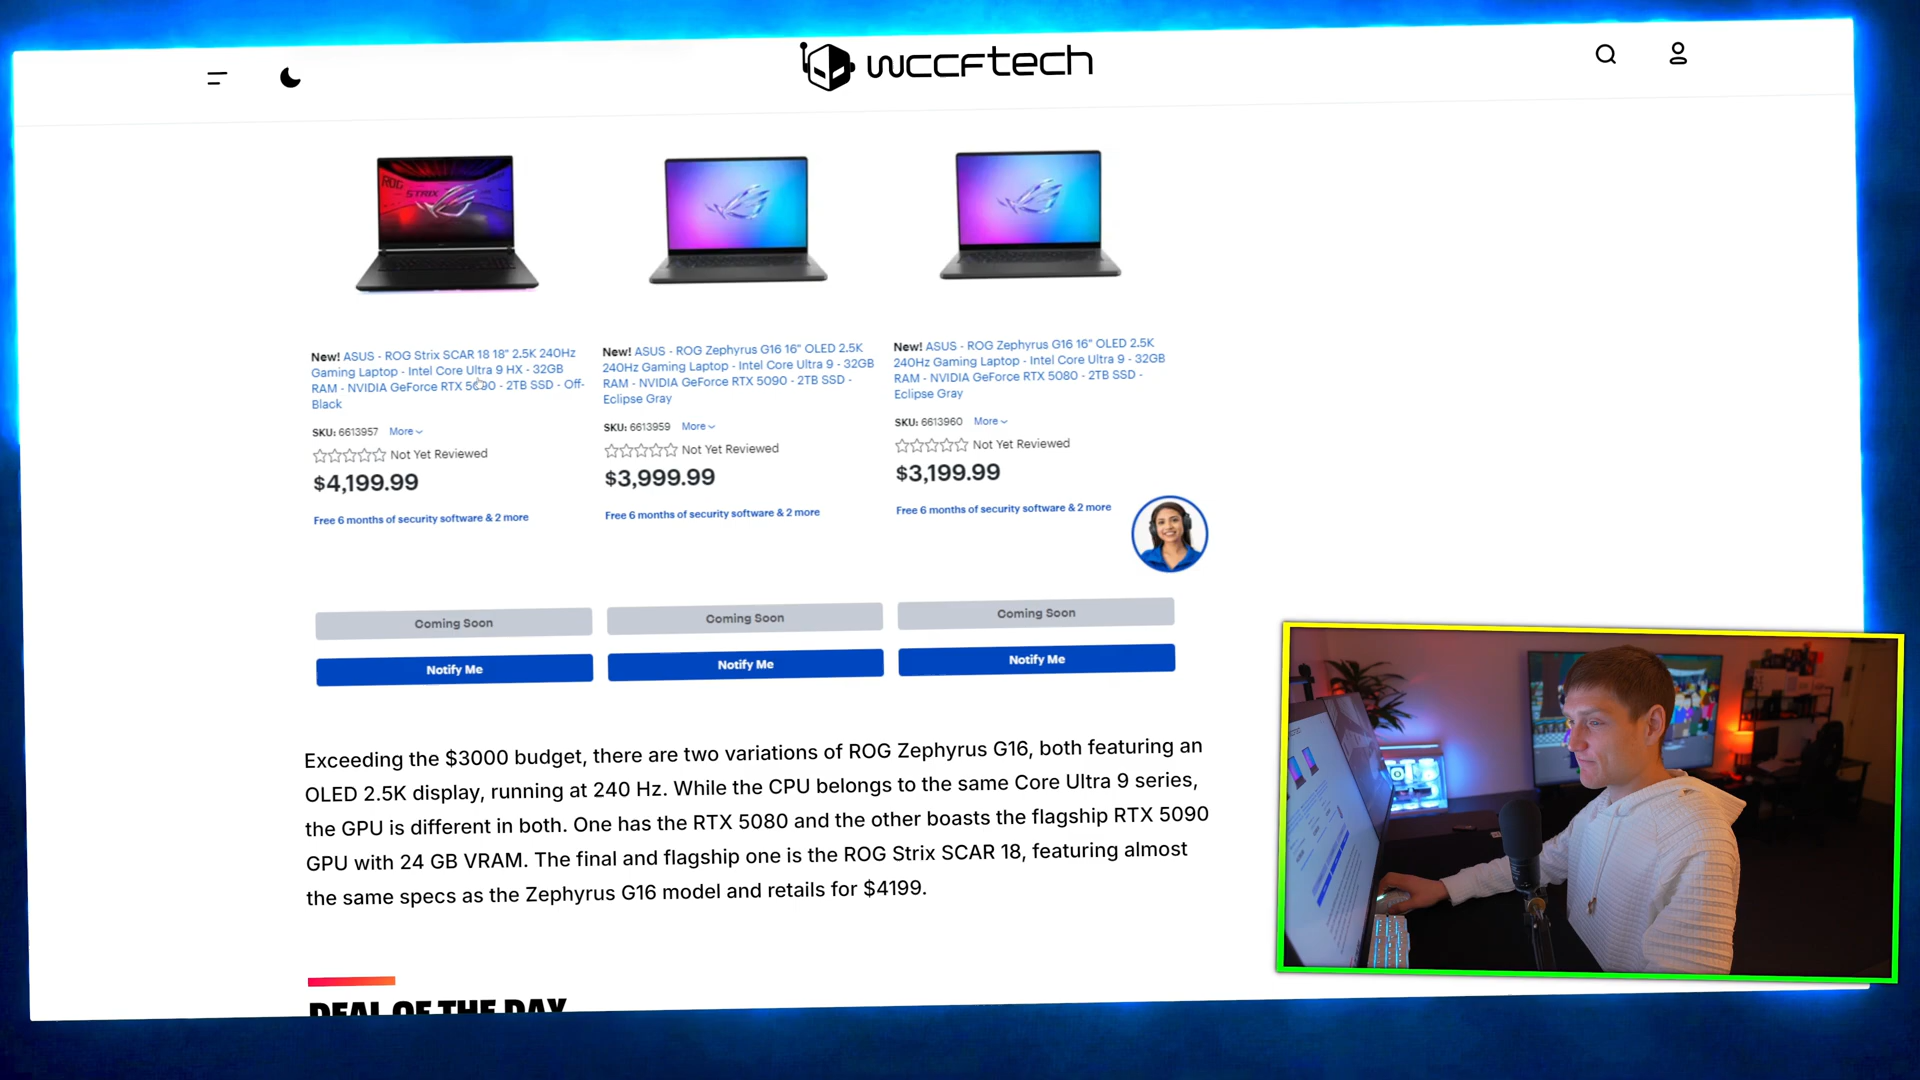 wccftech
ROG
STRIX
New! ASUS - ROG Strix SCAR 18 18" 2.5K 240Hz
Gaming Laptop - Intel Core Ultra 9 HX - 32GB
RAM - NVIDIA GeForce RTX 5090 - 2TB SSD - Off-
Black
SKU: 6613957 More
Not Yet Reviewed
$4,199.99
Free 6 months of security software & 2 more
Coming Soon
Notify Me
New! ASUS - ROG Zephyrus G16 16" OLED 2.5K
240Hz Gaming Laptop - Intel Core Ultra 9 - 32GB
RAM - NVIDIA GeForce RTX 5090 - 2TB SSD -
Eclipse Gray
SKU: 6613959 More
Not Yet Reviewed
$3,999.99
Free 6 months of security software & 2 more
Coming Soon
Notify Me
New! ASUS - ROG Zephyrus G16 16" OLED 2.5K
240Hz Gaming Laptop - Intel Core Ultra 9 - 32GB
RAM - NVIDIA GeForce RTX 5080 - 2TB SSD -
Eclipse Gray
SKU: 6613960 More
Not Yet Reviewed
$3,199.99
Free 6 months of security software & 2 more
Coming Soon
Notify Me
Exceeding the $3000 budget, there are two variations of ROG Zephyrus G16, both featuring an
OLED 2.5K display, running at 240 Hz. While the CPU belongs to the same Core Ultra 9 series,
the GPU is different in both. One has the RTX 5080 and the other boasts the flagship RTX 5090
GPU with 24 GB VRAM. The final and flagship one is the ROG Strix SCAR 18, featuring almost
the same specs as the Zephyrus G16 model and retails for $4199.
DEAL OF THE DAY